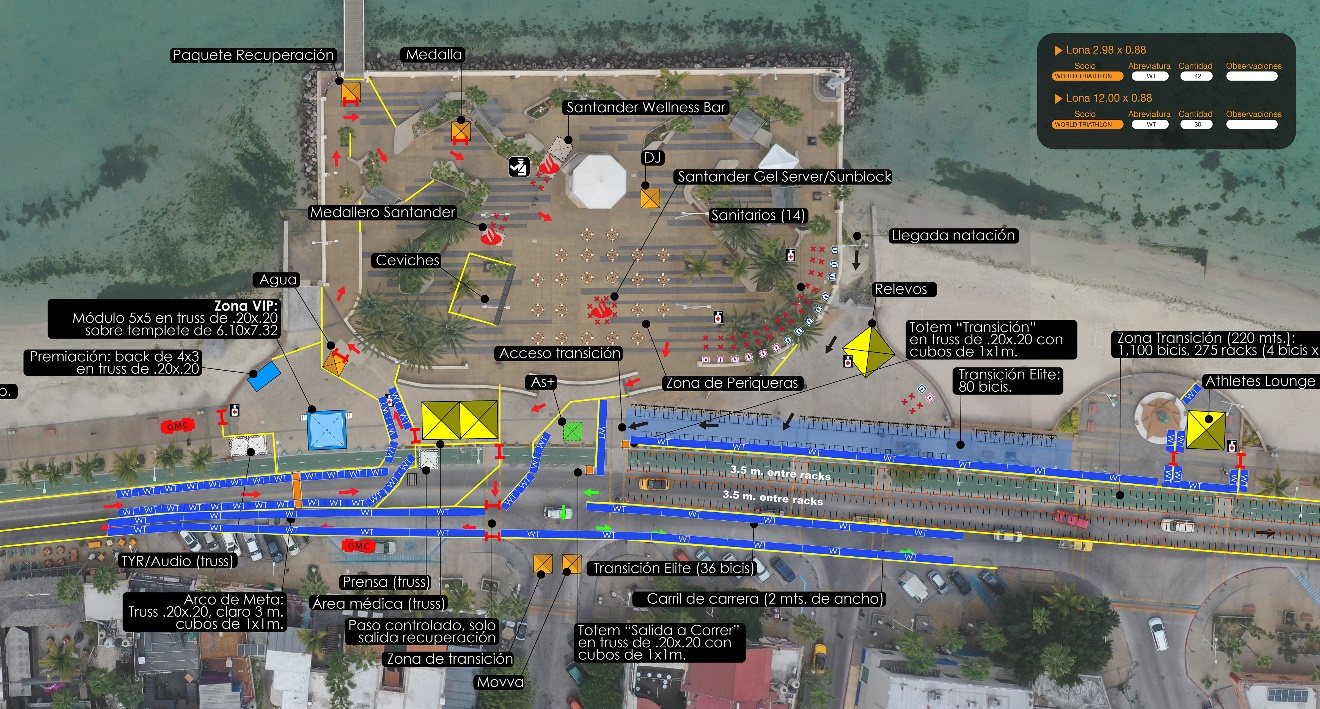 Paquete Recuperación
Medalla
Santander Wellness Bar
DJ
Santander Gel Server/Sunblock
Medallero Santander
Sanitarios (14)
Llegada natación
Ceviches
Agua
Relevos
Zona VIP:
Módulo 5x5 en truss de .20x.20
sobre templete de 6.10x7.32
Premiación: back de 4x3
en truss de .20x.20
o.
Acceso transición
As+
Zona de Periqueras
Totem “Transición”
en truss de .20x.20 con
cubos de 1x1m.
Transición Elite:
80 bicis.
Zona Transición (220 mts.):
1,100 bicis, 275 racks (4 bicis x
Athletes Lounge
GMC
3.5 m. entre racks
3.5 m. entre racks
WT
GMC
TYR/Audio (truss)
Arco de Meta:
Truss .20x.20, claro 3 m.
cubos de 1x1m.
Prensa (truss)
Área médica (truss)
Paso controlado, solo
salida recuperación
Zona de transición
Movva
Transición Elite (36 bicis)
Carril de carrera (2 mts. de ancho)
Totem “Salida a Correr”
en truss de .20x.20 con
cubos de 1x1m.
Lona 2.98 x 0.88
Socio Abreviatura Cantidad Observaciones
WORLD TRIATHLON WT 42
Lona 12.00 x 0.88
Socio Abreviatura Cantidad Observaciones
WORLD TRIATHLON WT 30